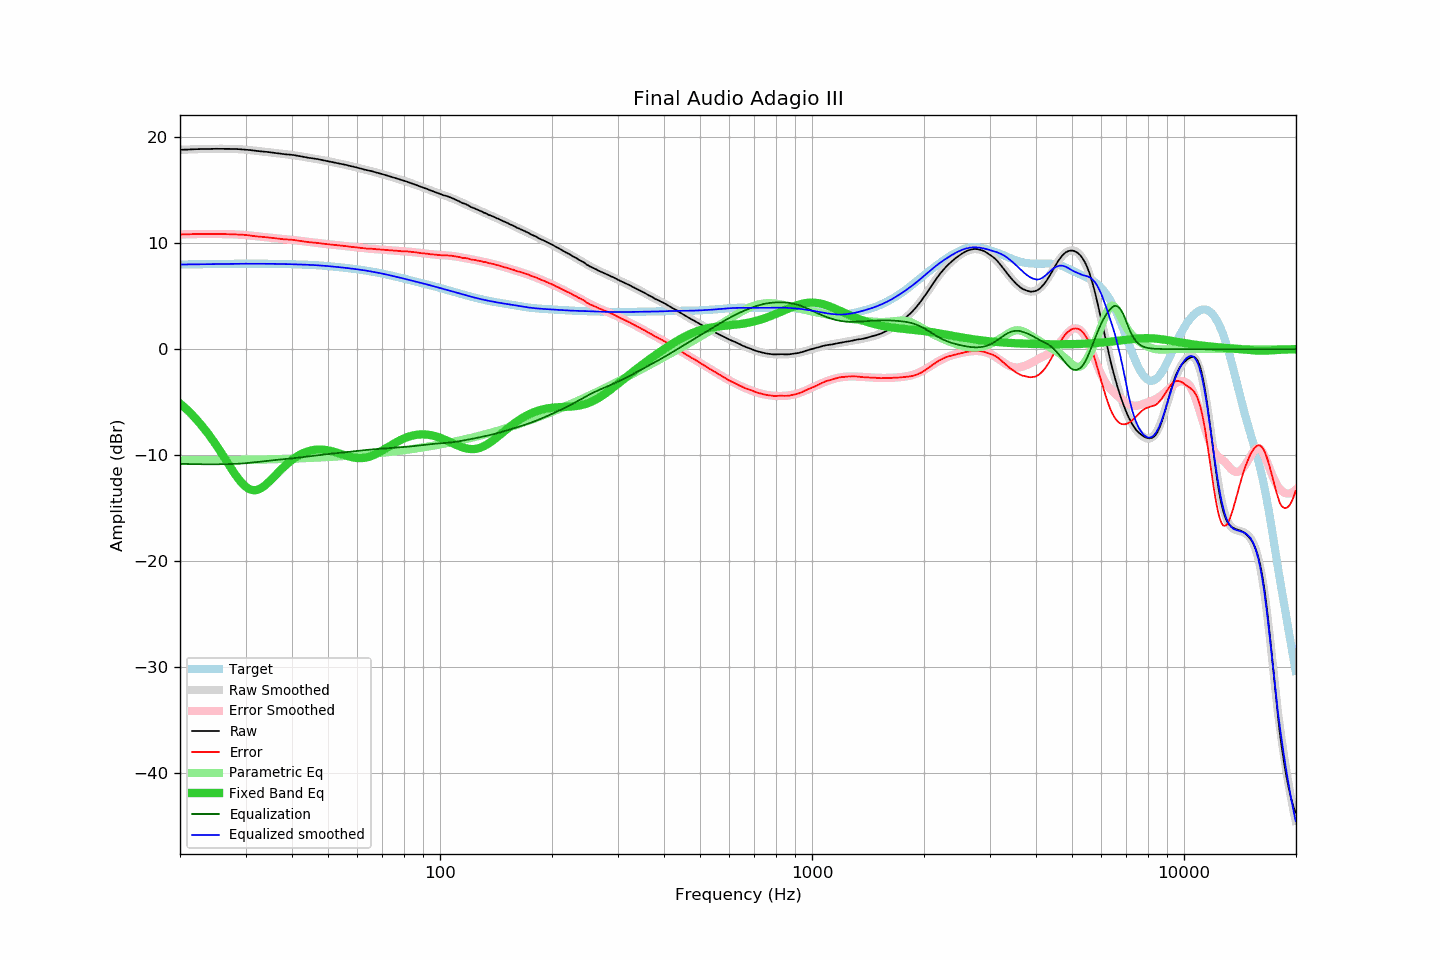 Final Audio Adagio III
20
10
0
−10
−20
−30
−40
Amplitude (dBr)
Target
Raw Smoothed
Error Smoothed
Raw
Error
Parametric Eq
Fixed Band Eq
Equalization
Equalized smoothed
100
1000
10000
Frequency (Hz)